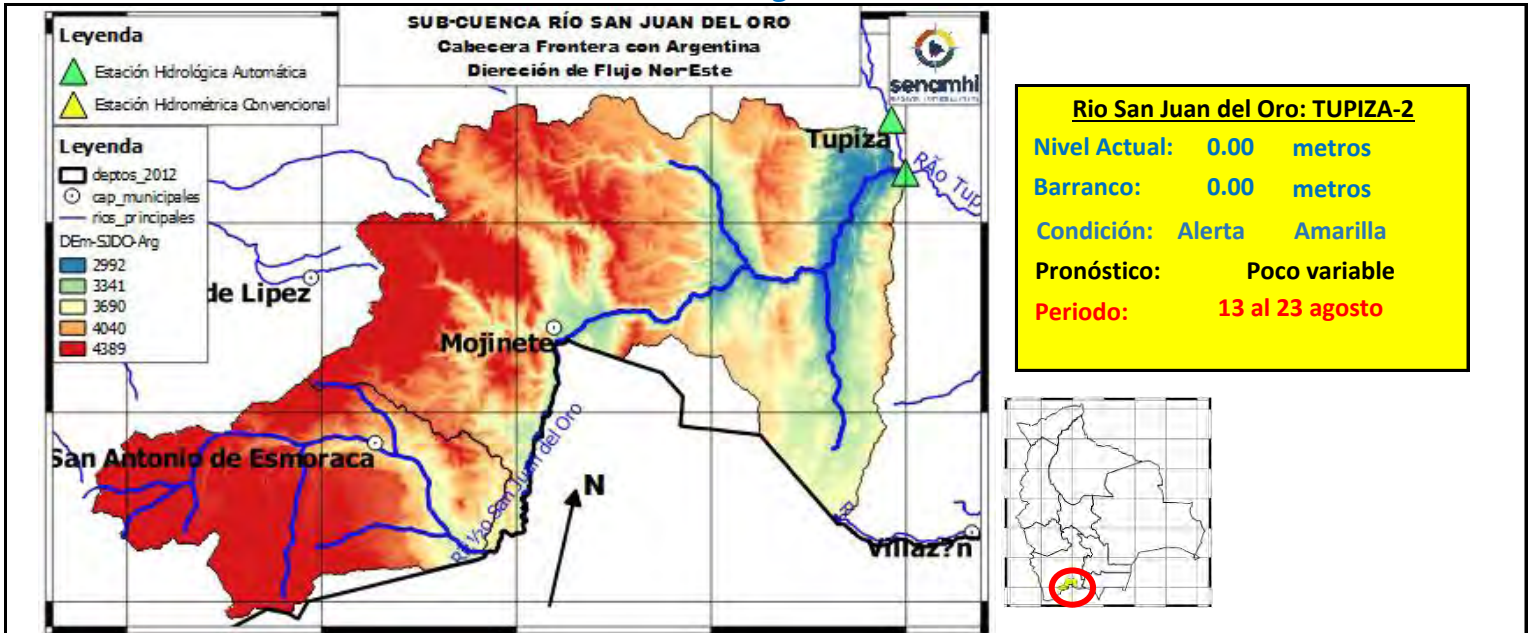 SUB-CUENCA RÍO SAN JUAN DEL ORO
Cabecera Frontera con Argentina
Diercción de Flujo Nor-Este
Leyenda
Estación Hidrológica Automática
Estación Hidrométrica Convencional
Leyenda
deptos_2012
cap_municipales
rios_principales
DEm-SJDO-Arg
2992
3341
3690
4040
4389
senamhi
Tupiza
RÃo Tup
de Lipez
Mojinete
San Antonio de Esmoraca
San Juan del Oro
N
Villaz?n
Rio San Juan del Oro: TUPIZA-2
Nivel Actual: 0.00 metros
Barranco: 0.00 metros
Condición: Alerta Amarilla
Pronóstico: Poco variable
Periodo: 13 al 23 agosto